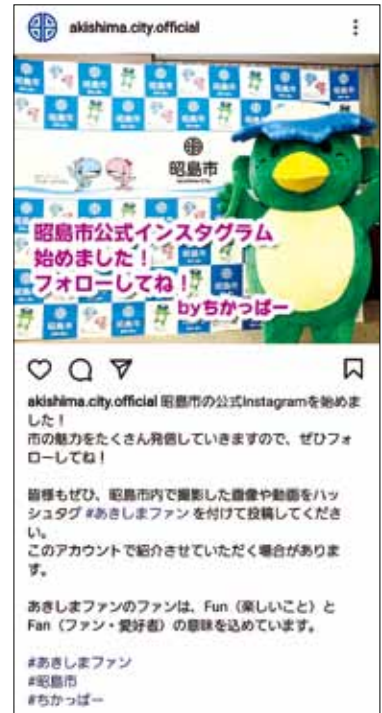 akishima.city.official
昭島市
昭島市公式インスタグラム
始めました！
フォローしてね！
byちかっぱー
akishima.city.official 昭島市の公式Instagramを始めま
した！
市の魅力をたくさん発信していきますので、ぜひフォ
ローしてね！
皆様もぜひ、昭島市内で撮影した画像や動画をハッ
シュタグ #あきしまファン を付けて投稿してくださ
い。
このアカウントで紹介させていただく場合がありま
す。
あきしまファンのファンは、Fun（楽しいこと）と
Fan（ファン・愛好者）の意味を込めています。
#あきしまファン
#昭島市
#ちかっぱー